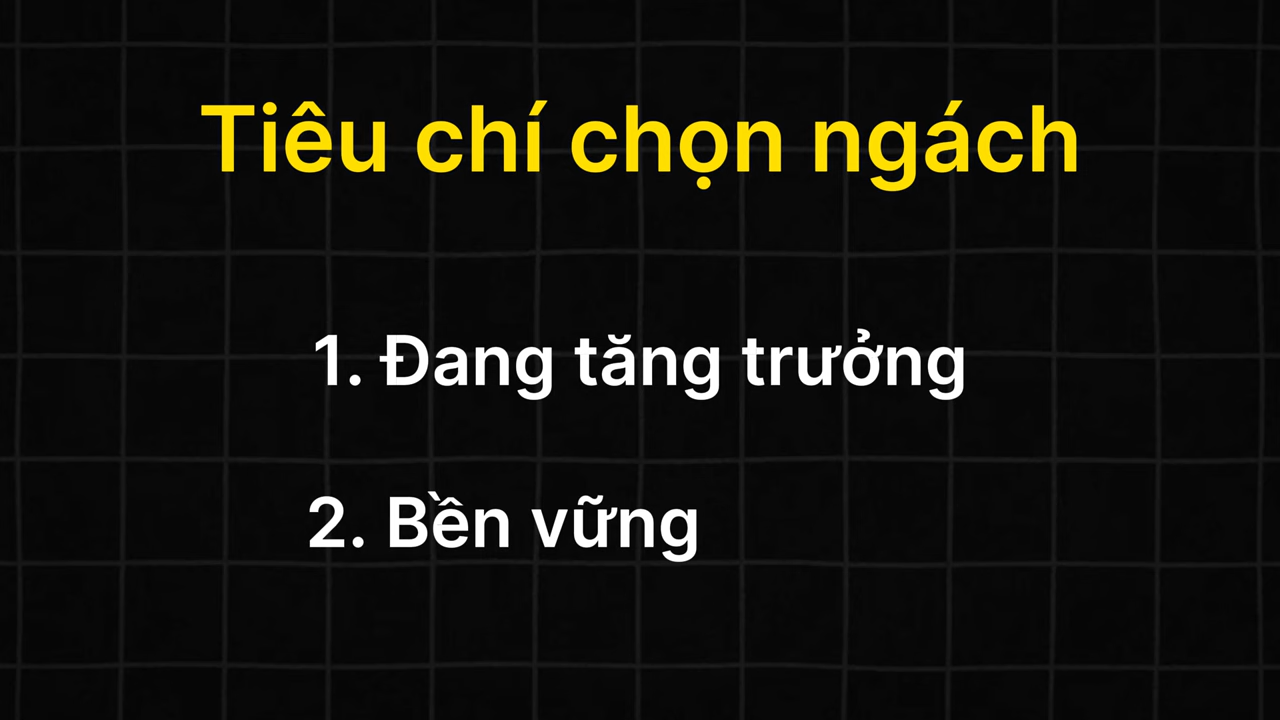 Tiêu chí chọn ngách
1. Đang tăng trưởng
2. Bền vững